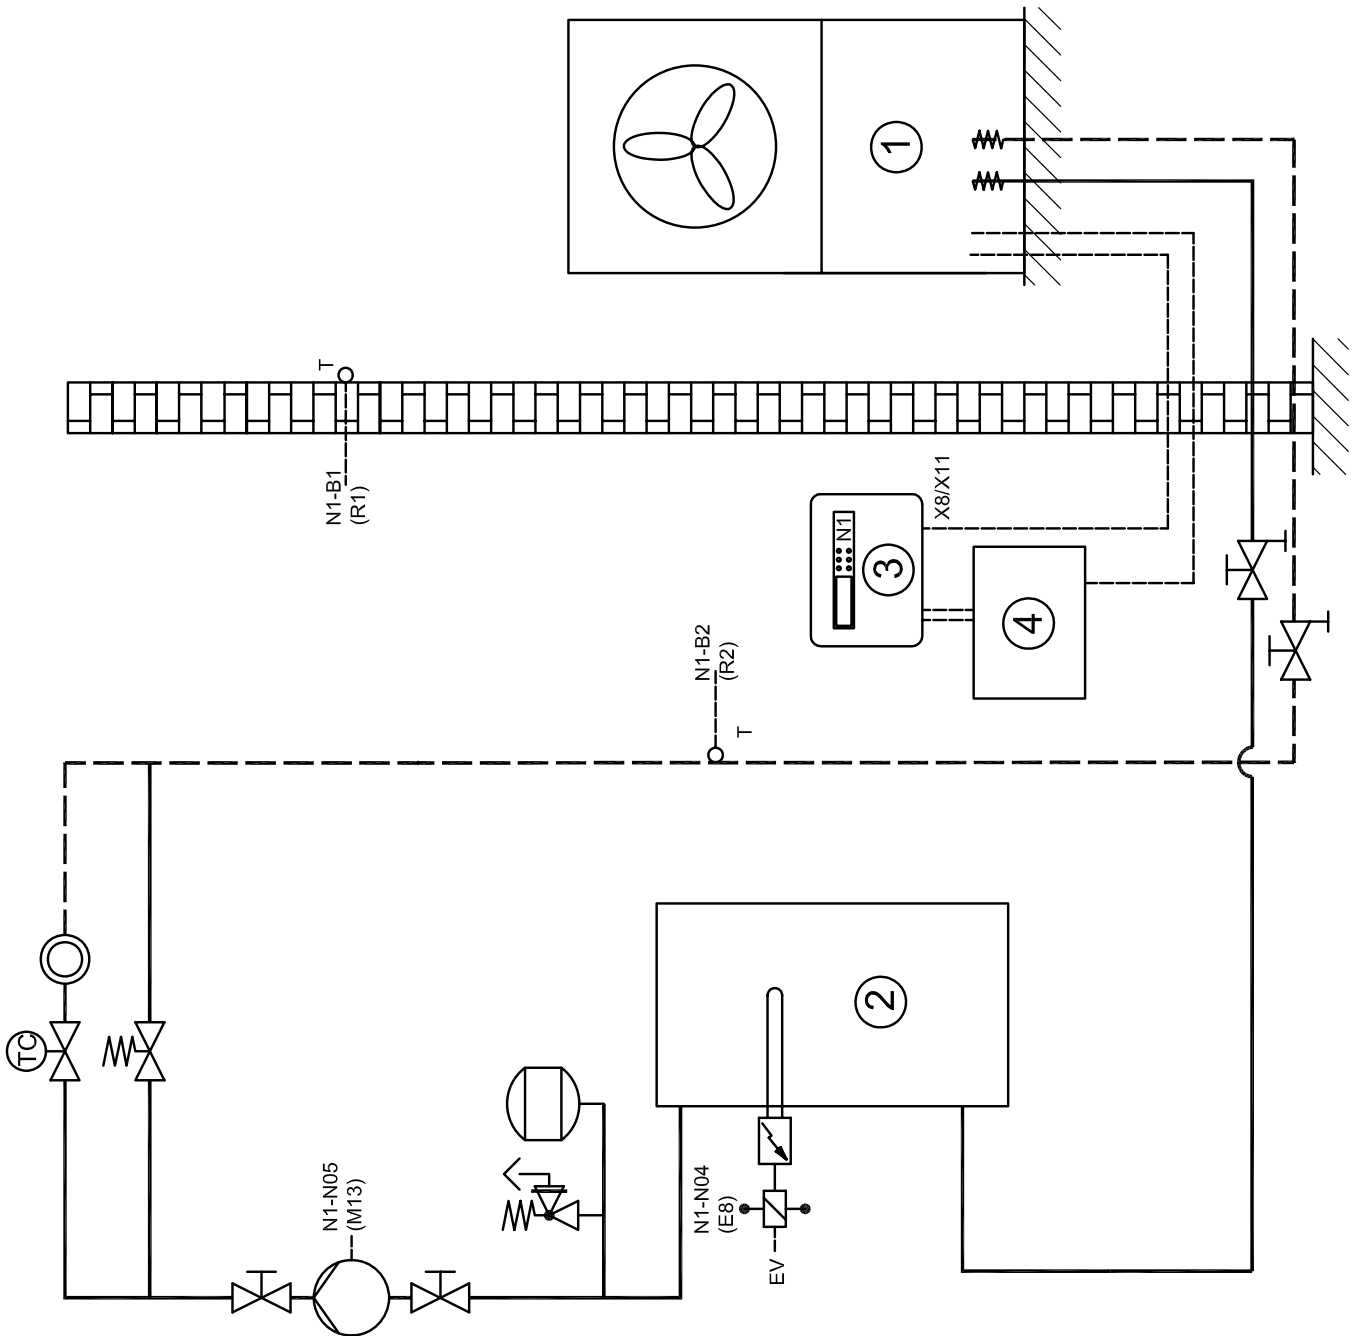 1
T
N1-B1
(R1)
X8/X11
N1
3
4
N1-B2
(R2)
T
2
TC
N1-N05
(M13)
N1-N04
(E8)
EV